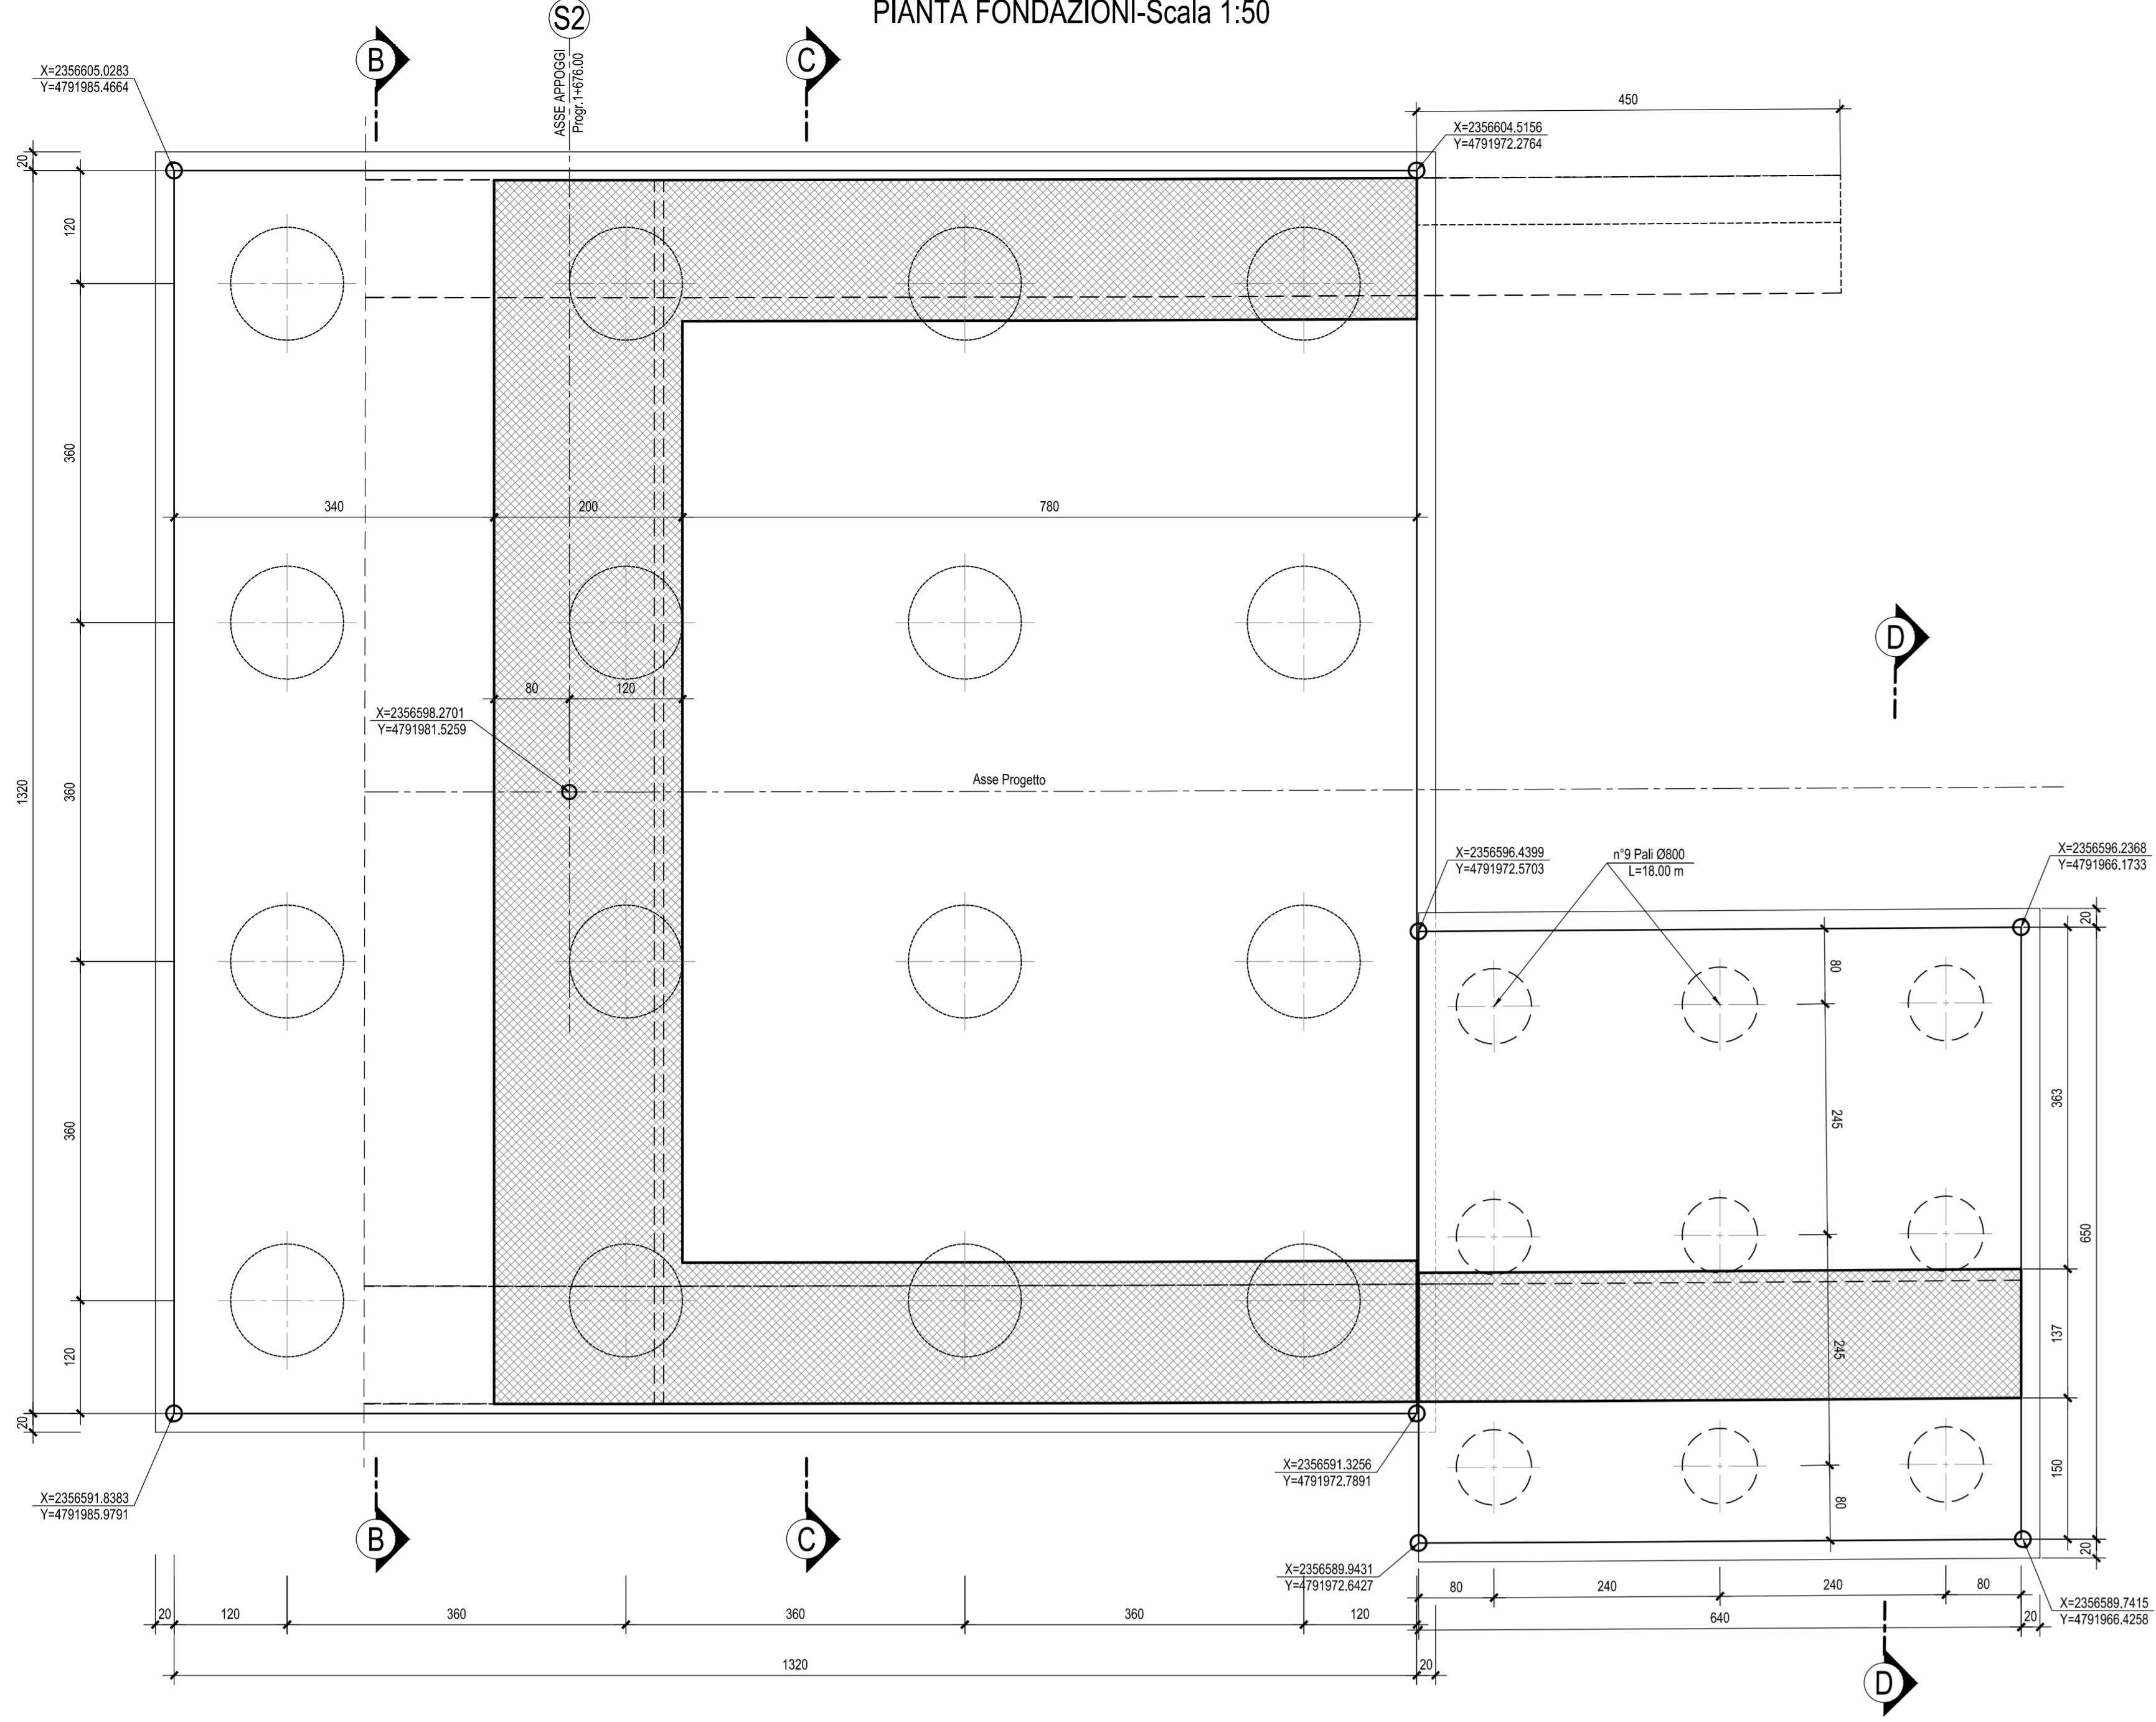 PIANTA FONDAZIONI-Scala 1:50
S2
B
C
ASSE APPOGGI
Progr.1+676.00
X=2356605.0283
Y=4791985.4664
450
X=2356604.5156
Y=4791972.2764
20
120
360
340
200
780
D
80
120
X=2356598.2701
Y=4791981.5259
Asse Progetto
1320
360
X=2356596.4399
Y=4791972.5703
n°9 Pali Ø800
L=18.00 m
X=2356596.2368
Y=4791966.1733
20
80
363
245
360
650
137
245
120
20
150
80
20
X=2356591.3256
Y=4791972.7891
X=2356591.8383
Y=4791985.9791
B
C
X=2356589.9431
Y=4791972.6427
80
240
240
80
X=2356589.7415
Y=4791966.4258
20
120
360
360
360
120
640
20
1320
20
D